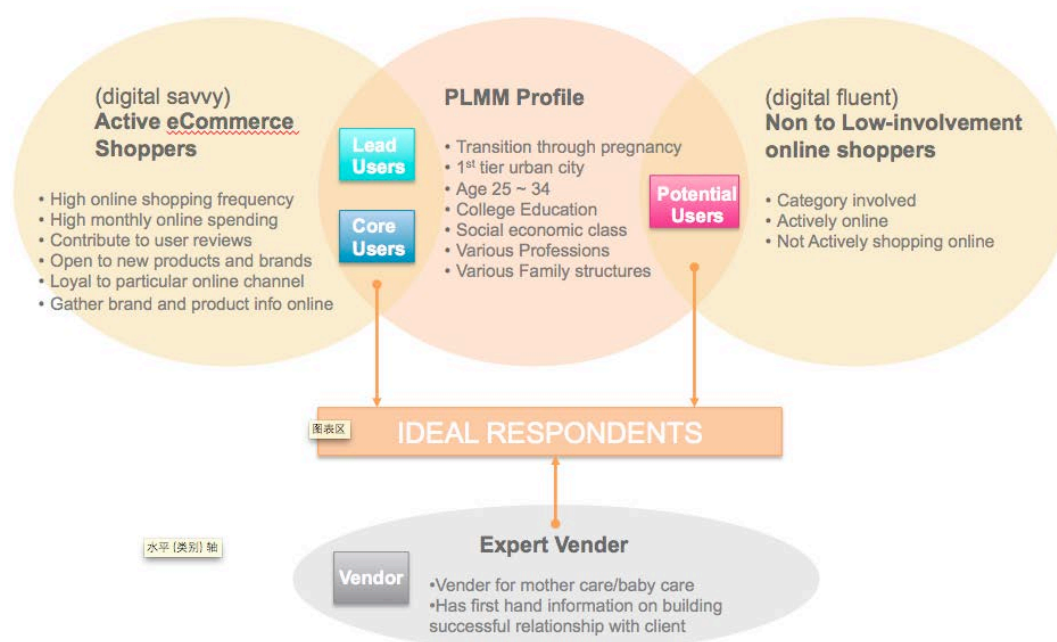 (digital savvy)
Active eCommerce
Shoppers
• High online shopping frequency
• High monthly online spending
• Contribute to user reviews
• Open to new products and brands
• Loyal to particular online channel
• Gather brand and product info online
Lead
Users
Core
Users
PLMM Profile
• Transition through pregnancy
• 1st tier urban city
• Age 25 ~ 34
• College Education
• Social economic class
• Various Professions
• Various Family structures
Potential
Users
(digital fluent)
Non to Low-involvement
online shoppers
• Category involved
• Actively online
• Not Actively shopping online
图表区
IDEAL RESPONDENTS
水平 (类别) 轴
Expert Vender
Vendor
•Vender for mother care/baby care
•Has first hand information on building
successful relationship with client